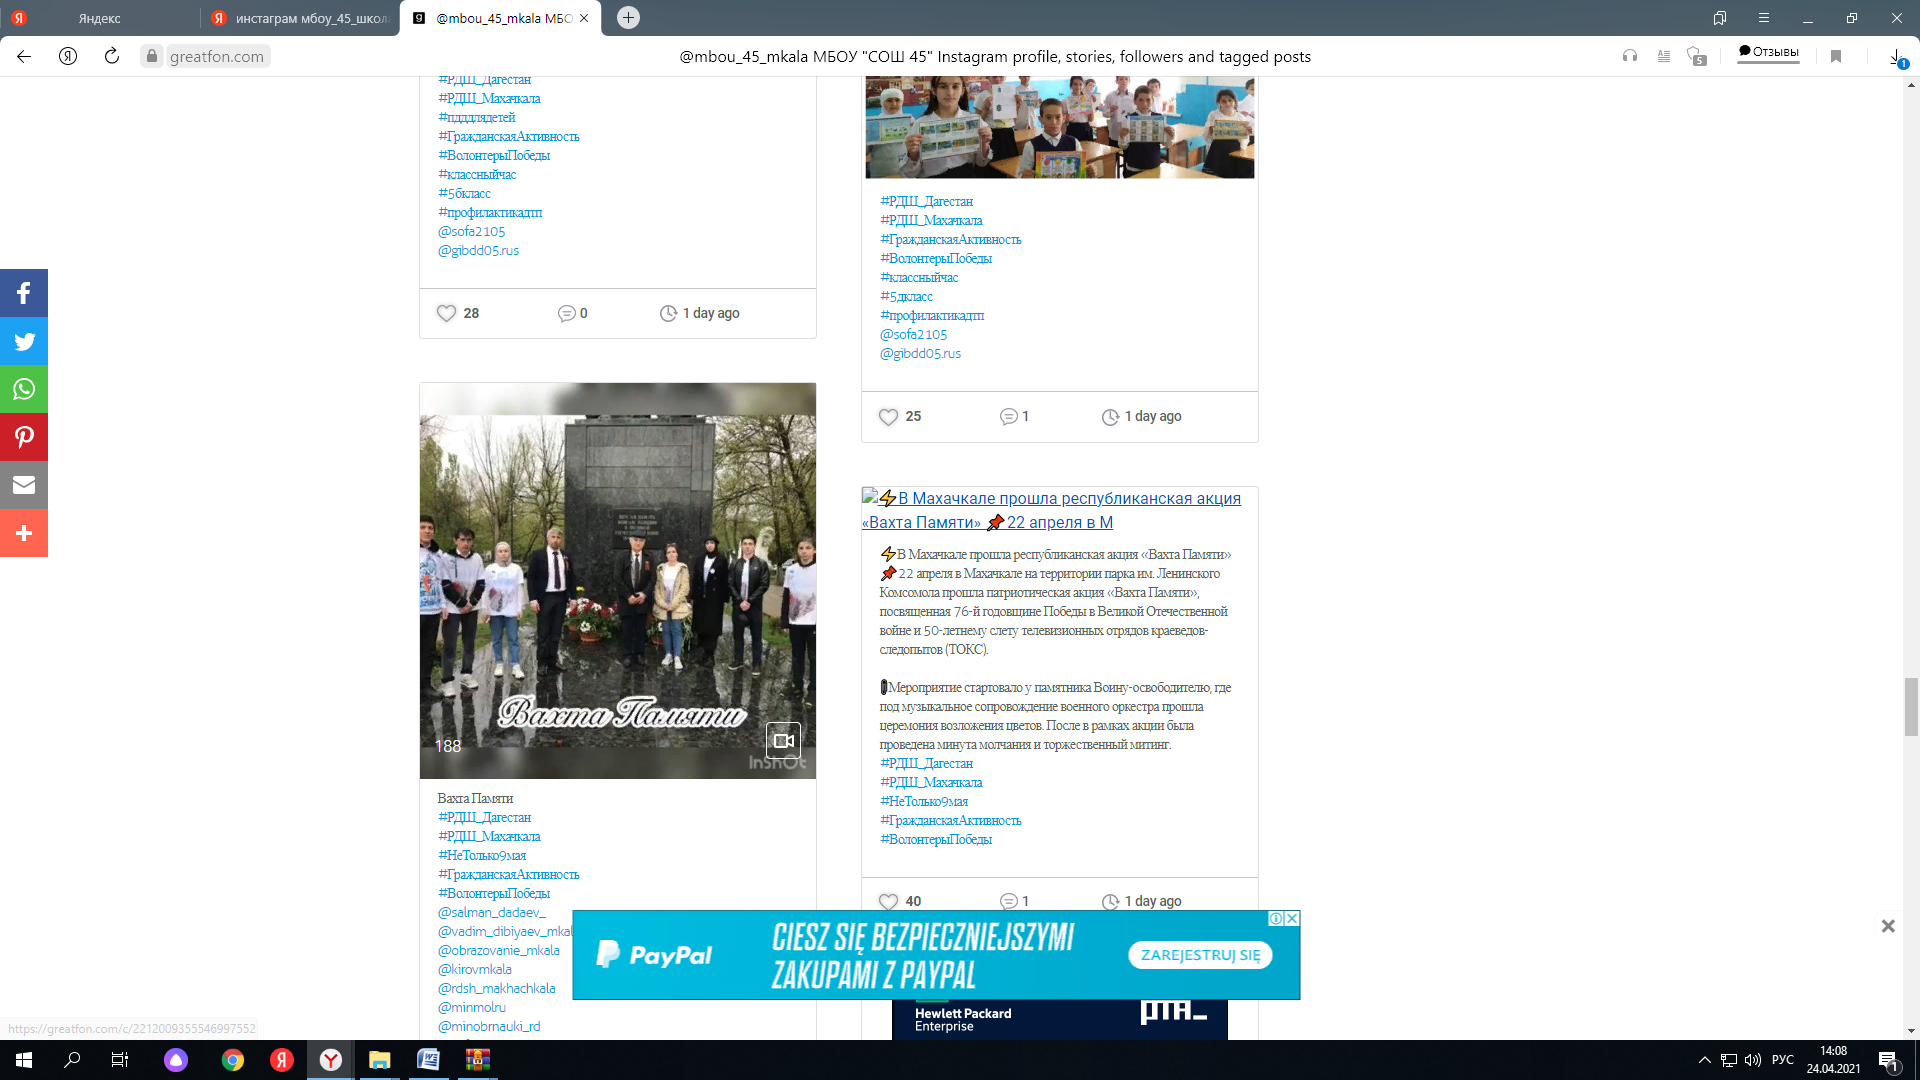 Яндекс
инстаграм мбоу_45_шкo
@mbou_45_mkala МБО
greatfon.com
@mbou_45_mkala МБОУ "СОШ 45" Instagram profile, stories, followers and tagged posts
5
Отзывы
1
#РДШ_Дагестан
#РДШ_Махачкала
#пдддлядетей
#ГражданскаяАктивность
#ВолонтерыПобеды
#классныйчас
#5бкласс
#профилактикадтп
@sofa2105
@gibdd05.rus
28
0
1 day ago
Вахта Памяти
188
InShOt
Вахта Памяти
#РДШ_Дагестан
#РДШ_Махачкала
#НеТолько9мая
#ГражданскаяАктивность
#ВолонтерыПобеды
@salman_dadaev_
@vadim_dibiyaev_mkal
@obrazovanie_mkala
@kirovmkala
@rdsh_makhachkala
@minmolru
@minobrnauki_rd
#РДШ_Дагестан
#РДШ_Махачкала
#ГражданскаяАктивность
#ВолонтерыПобеды
#классныйчас
#5дкласс
#профилактикадтп
@sofa2105
@gibdd05.rus
25
1
1 day ago
⚡В Махачкале прошла республиканская акция
«Вахта Памяти» 📌22 апреля в М
⚡В Махачкале прошла республиканская акция «Вахта Памяти»
📌22 апреля в Махачкале на территории парка им. Ленинского
Комсомола прошла патриотическая акция «Вахта Памяти»,
посвященная 76-й годовщине Победы в Великой Отечественной
войне и 50-летнему слету телевизионных отрядов краеведов-
следопытов (ТОКС).
Мероприятие стартовало у памятника Воину-освободителю, где
под музыкальное сопровождение военного оркестра прошла
церемония возложения цветов. После в рамках акции была
проведена минута молчания и торжественный митинг.
#РДШ_Дагестан
#РДШ_Махачкала
#НеТолько9мая
#ГражданскаяАктивность
#ВолонтерыПобеды
40
1
1 day ago
PayPal
CIESZ SIĘ BEZPIECZNIEJSZYMI
ZAKUPAMI Z PAYPAL
ZAREJESTRUJ SIĘ
Hewlett Packard
Enterprise
https://greatfon.com/c/2212009355546997552
РУС
14:08
24.04.2021
1